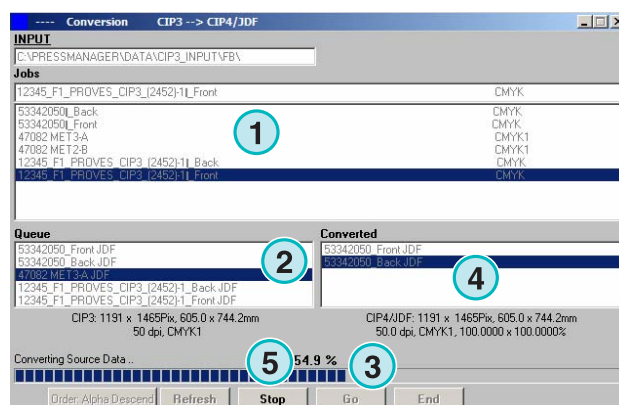 ---- Conversion CIP3 --> CIP4/JDF
INPUT
C:\PRESSMANAGER\DATA\CIP3_INPUT\FB\
Jobs
12345_F1_PROVES_CIP3_(2452)-1|_Front CMYK
53342050|_Back CMYK
53342050|_Front CMYK
47082 MET3-A CMYK1
47082 MET2-B CMYK1
12345_F1_PROVES_CIP3_(2452)-1|_Back CMYK
12345_F1_PROVES_CIP3_(2452)-1|_Front CMYK
1
Queue Converted
53342050_Front.JDF 53342050_Front.JDF
53342050_Back.JDF 53342050_Back.JDF
47082 MET3-A.JDF
12345_F1_PROVES_CIP3_(2452)-1_Back.JDF
12345_F1_PROVES_CIP3_(2452)-1_Front.JDF
2 4
CIP3: 1191 x 1465Pix, 605.0 x 744.2mm CIP4/JDF: 1191 x 1465Pix, 605.0 x 744.2mm
50 dpi, CMYK1 50.0 dpi, CMYK1, 100.0000 x 100.0000%
Converting Source Data .. 5 54.9 % 3
Order: Alpha Descend Refresh Stop Go End